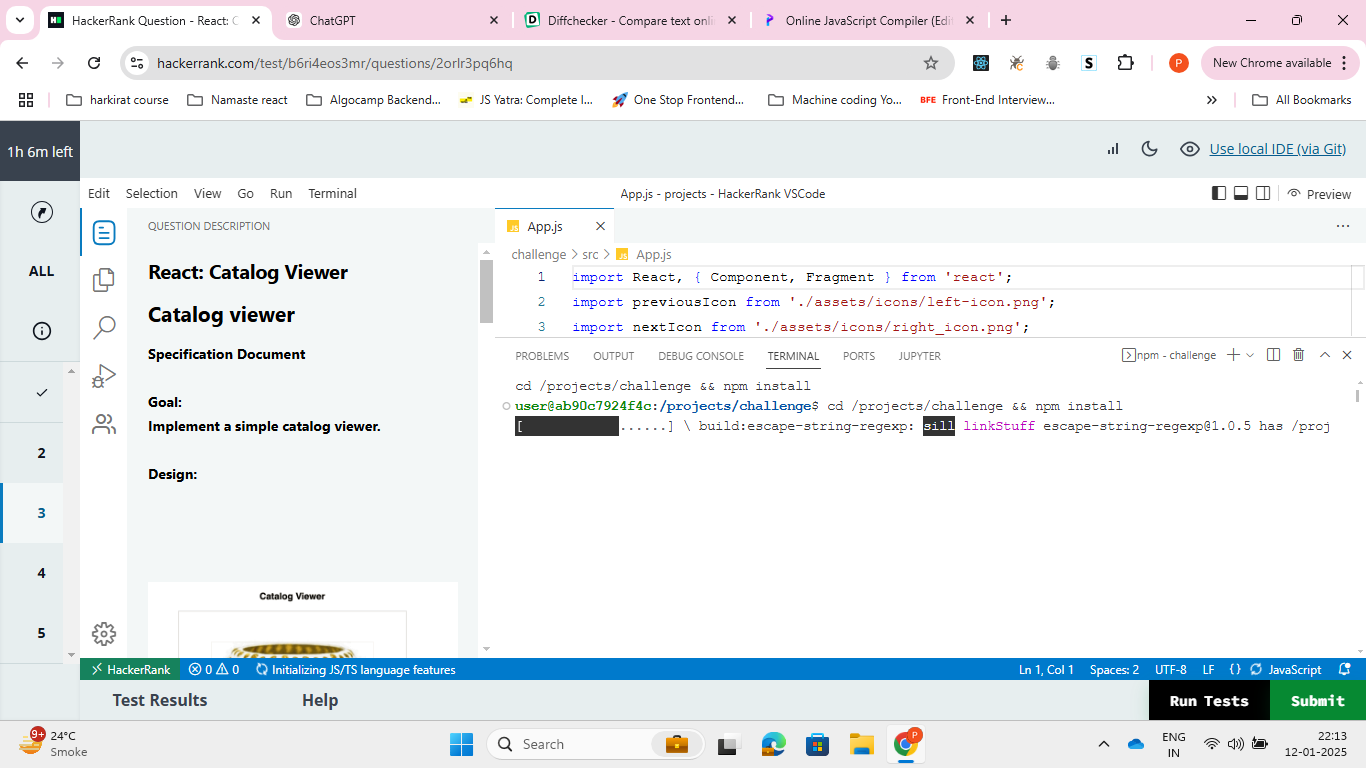 HackerRank Question - React: C
ChatGPT
Diffchecker - Compare text onli
Online JavaScript Compiler (Edit
hackerrank.com/test/b6ri4eos3mr/questions/2orlr3pq6hq
S
P
New Chrome available
harkirat course
Namaste react
Algocamp Backend...
JS Yatra: Complete I...
One Stop Frontend...
Machine coding Yo...
BFE Front-End Interview...
All Bookmarks
1h 6m left
Use local IDE (via Git)
Edit Selection View Go Run Terminal
App.js - projects - HackerRank VSCode
Preview
ALL
2
3
4
5
QUESTION DESCRIPTION
React: Catalog Viewer
Catalog viewer
Specification Document
Goal:
Implement a simple catalog viewer.
Design:
Catalog Viewer
JS App.js
challenge > src > JS App.js
1 import React, { Component, Fragment } from 'react';
2 import previousIcon from './assets/icons/left-icon.png';
3 import nextIcon from './assets/icons/right_icon.png';
PROBLEMS OUTPUT DEBUG CONSOLE TERMINAL PORTS JUPYTER
npm - challenge
cd /projects/challenge && npm install
user@ab90c7924f4c:/projects/challenge$ cd /projects/challenge && npm install
[ ......] \ build:escape-string-regexp: sill linkStuff escape-string-regexp@1.0.5 has /proj
HackerRank 0 0 Initializing JS/TS language features
Ln 1, Col 1 Spaces: 2 UTF-8 LF {} JavaScript
Test Results Help
Run Tests Submit
9+
24°C
Smoke
Search
P
ENG
IN
22:13
12-01-2025